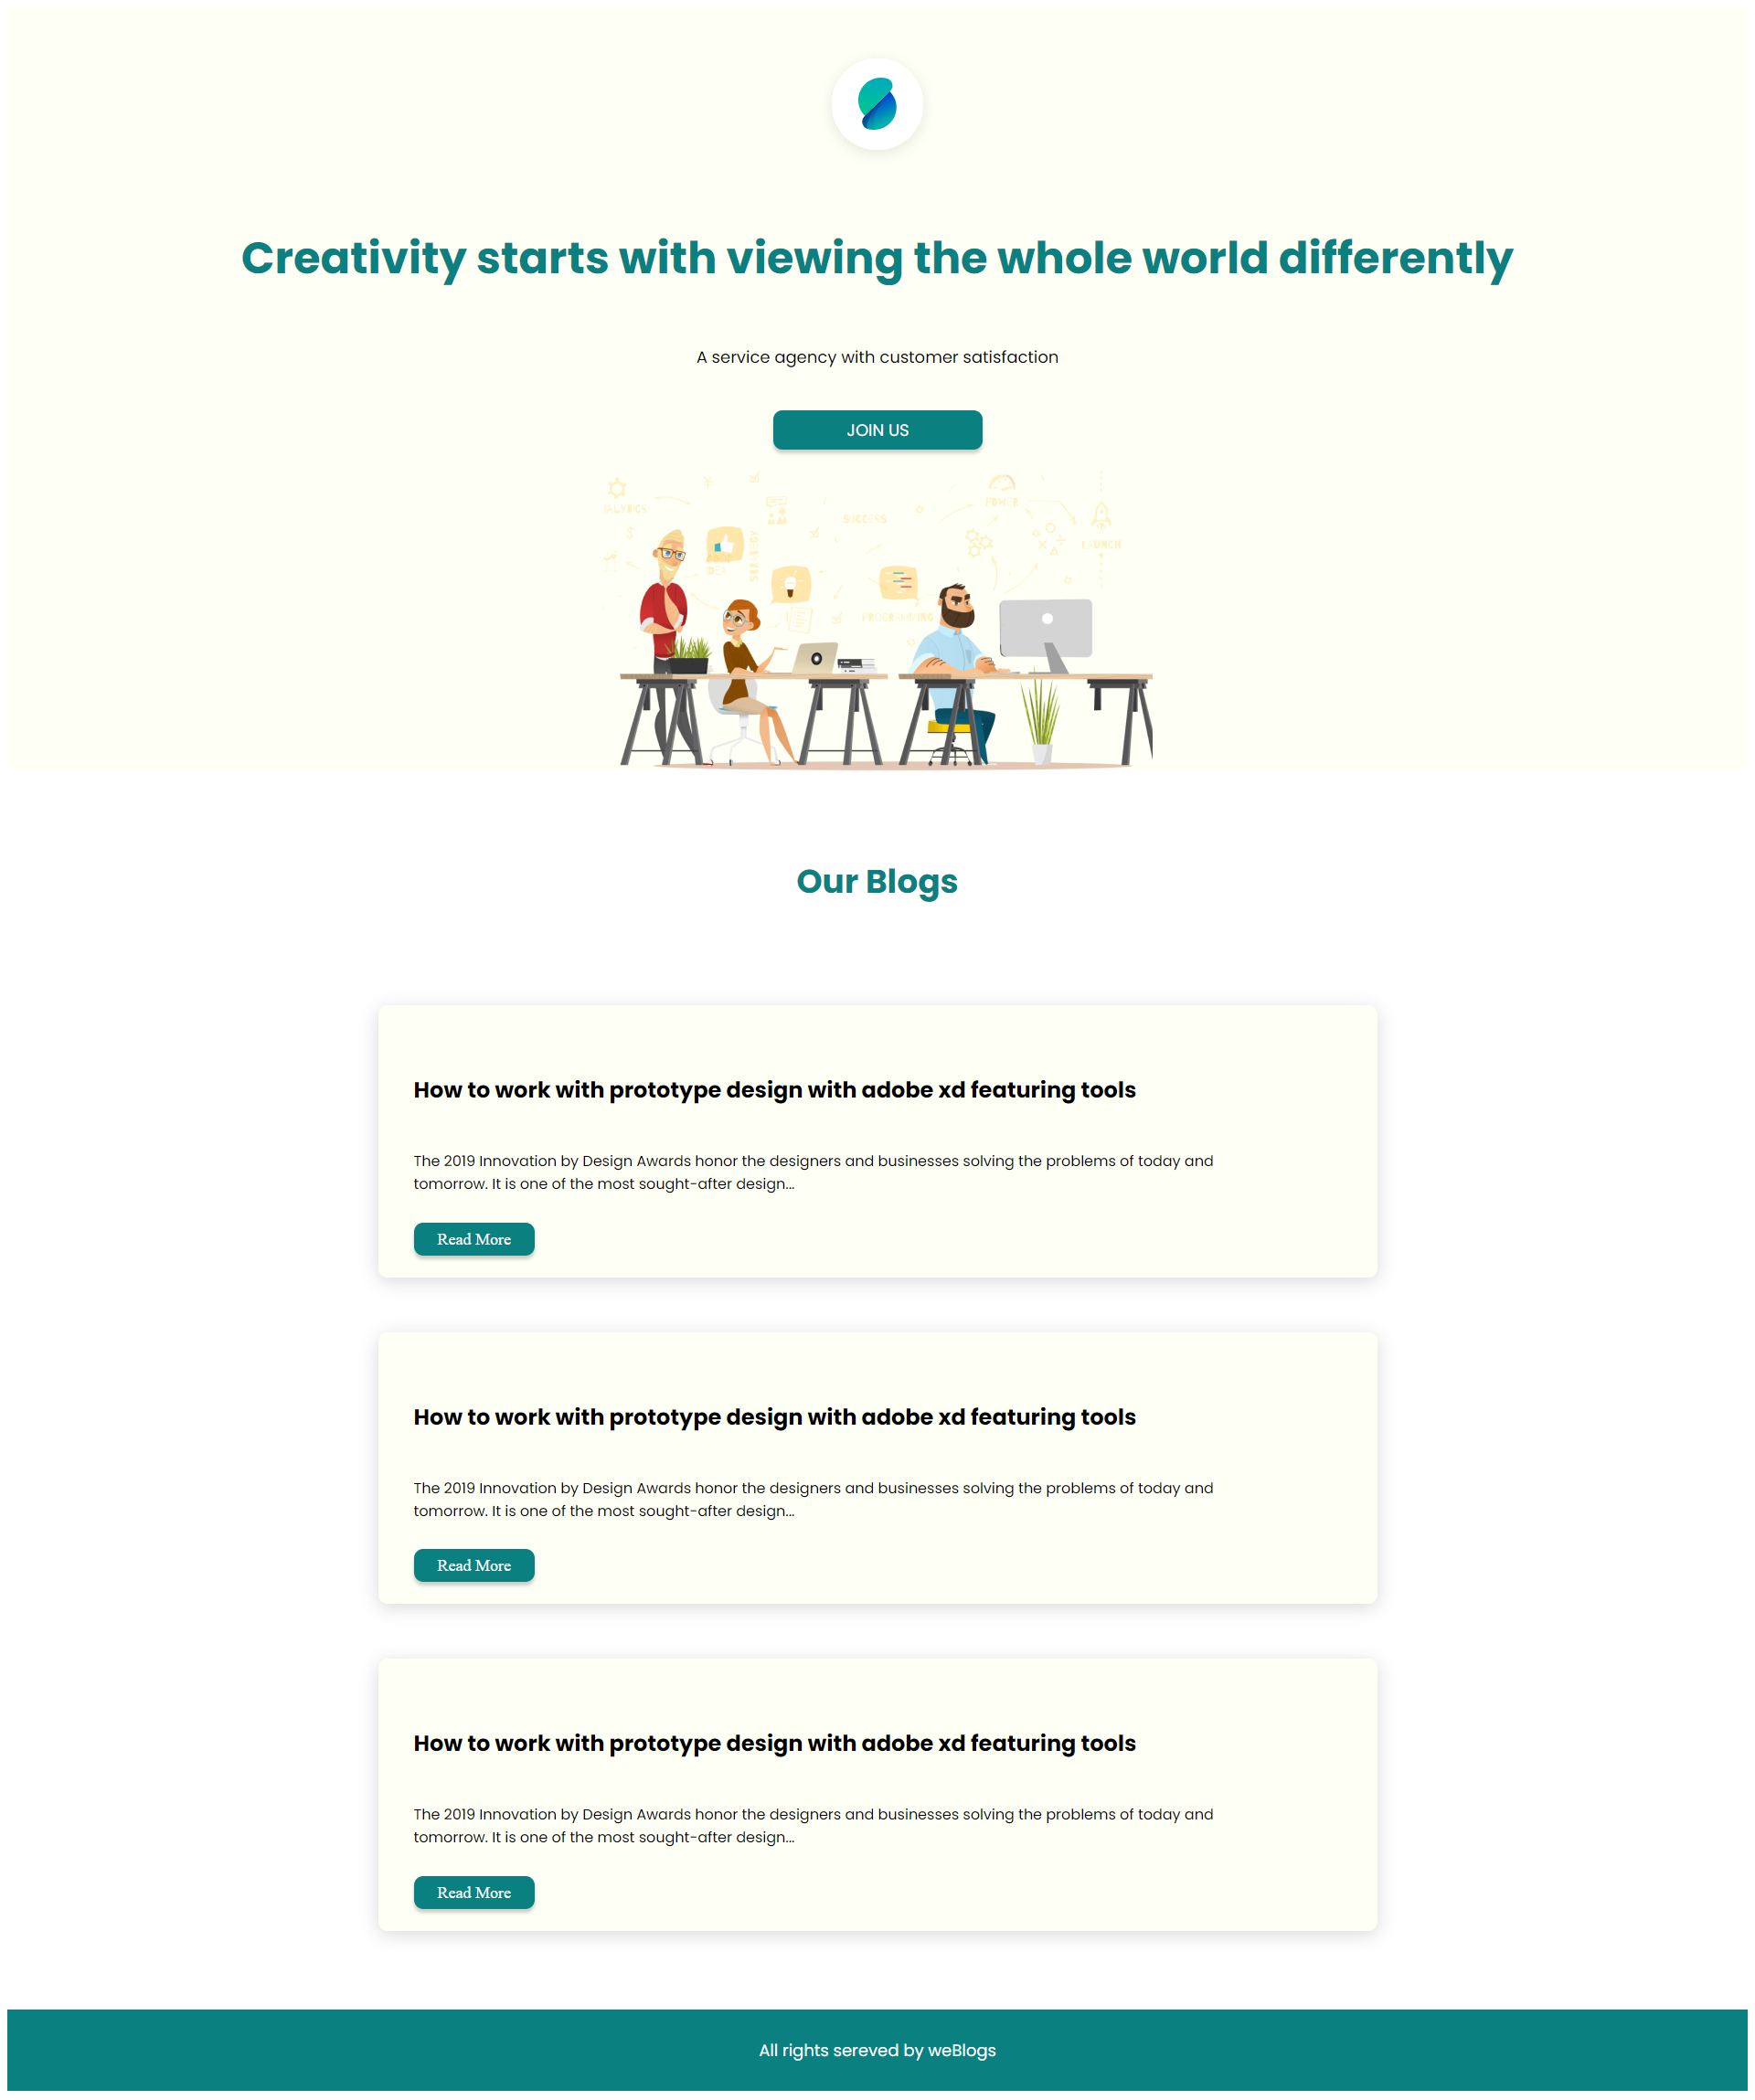 Creativity starts with viewing the whole world differently
A service agency with customer satisfaction
JOIN US
POWER
SUCCESS
LAUNCH
STRATEGY
PROGRAMMING
Our Blogs
How to work with prototype design with adobe xd featuring tools
The 2019 Innovation by Design Awards honor the designers and businesses solving the problems of today and
tomorrow. It is one of the most sought-after design...
Read More
How to work with prototype design with adobe xd featuring tools
The 2019 Innovation by Design Awards honor the designers and businesses solving the problems of today and
tomorrow. It is one of the most sought-after design...
Read More
How to work with prototype design with adobe xd featuring tools
The 2019 Innovation by Design Awards honor the designers and businesses solving the problems of today and
tomorrow. It is one of the most sought-after design...
Read More
All rights sereved by weBlogs